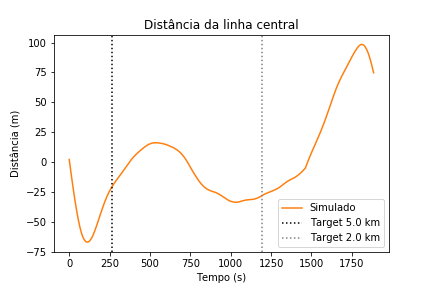 Distância da linha central
Distância (m)
100
75
50
25
0
−25
−50
−75
0
250
500
750
1000
1250
1500
1750
Tempo (s)
Simulado
Target 5.0 km
Target 2.0 km